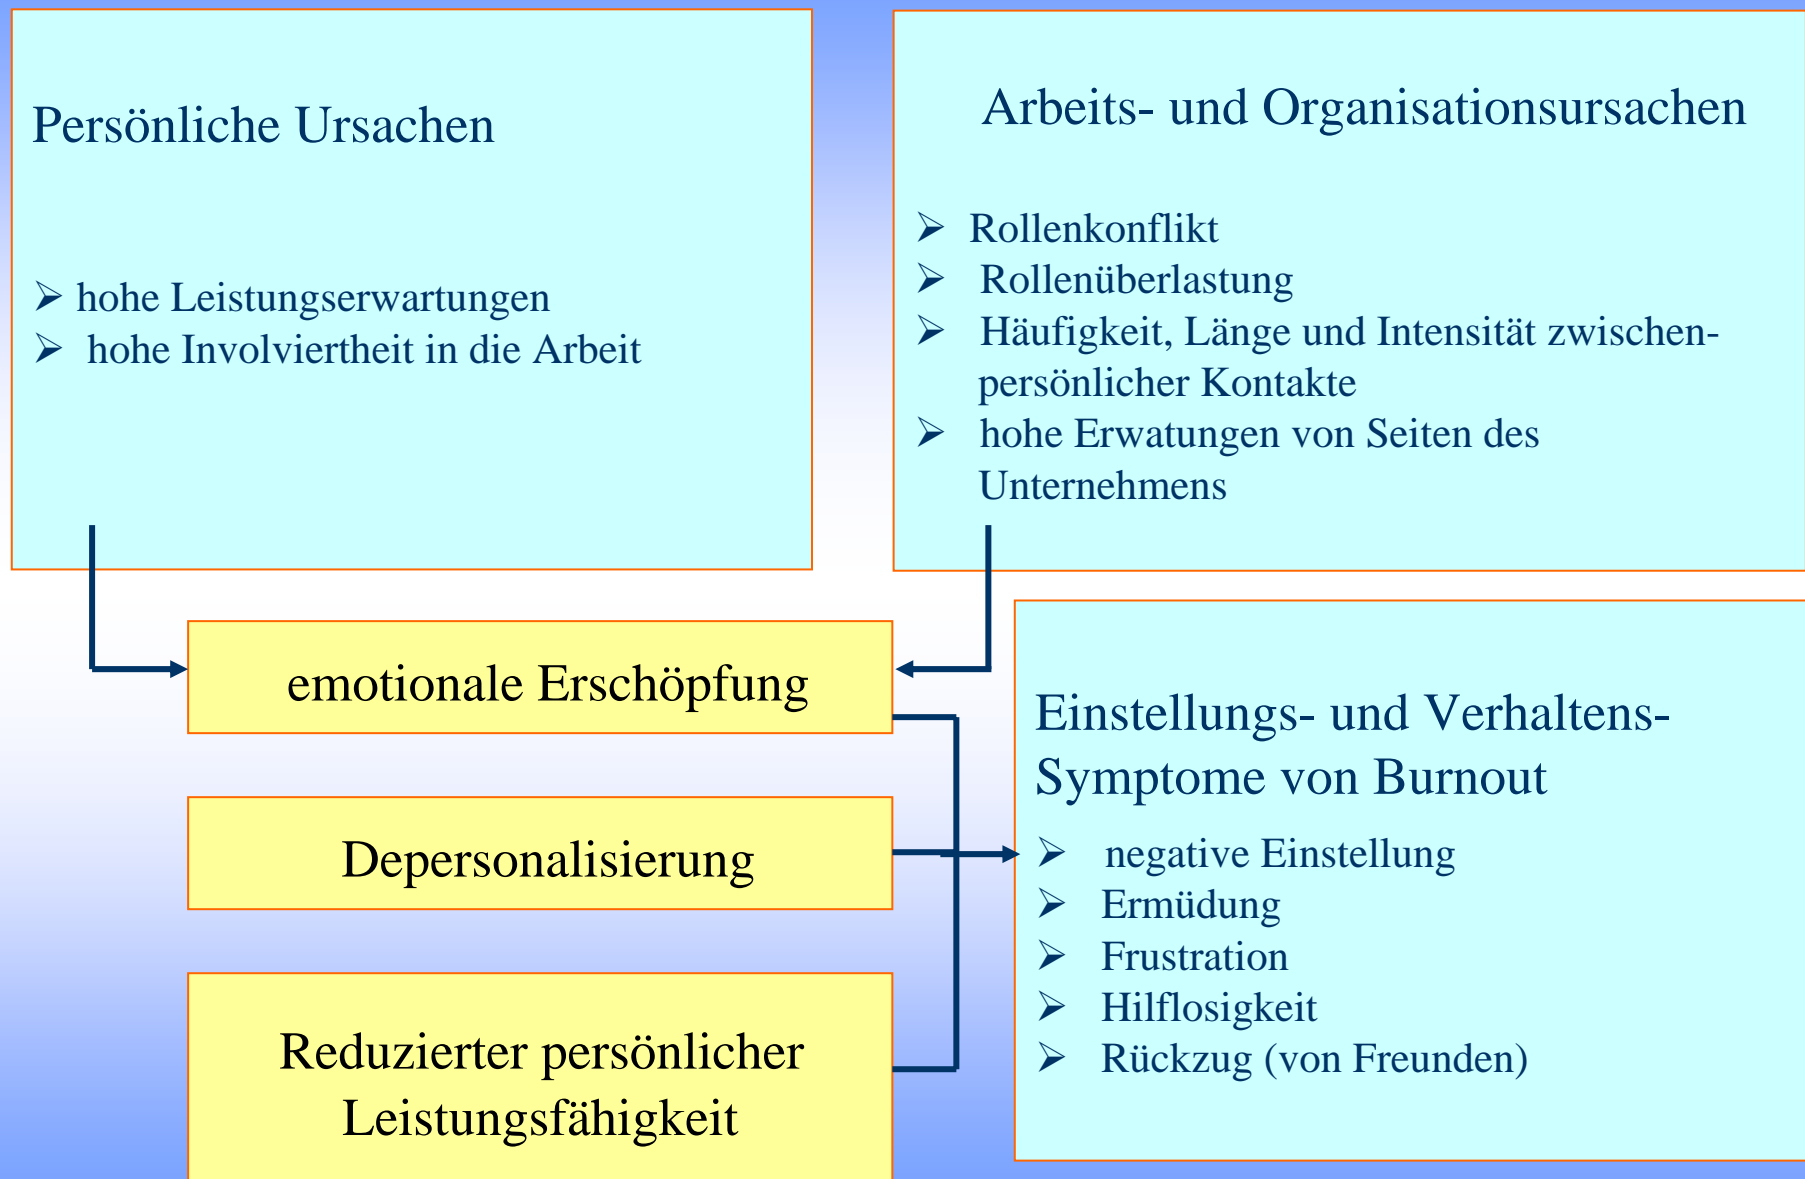 Persönliche Ursachen
➢ hohe Leistungserwartungen
➢ hohe Involviertheit in die Arbeit
Arbeits- und Organisationsursachen
➢ Rollenkonflikt
➢ Rollenüberlastung
➢ Häufigkeit, Länge und Intensität zwischen-
persönlicher Kontakte
➢ hohe Erwatungen von Seiten des
Unternehmens
emotionale Erschöpfung
Depersonalisierung
Reduzierter persönlicher
Leistungsfähigkeit
Einstellungs- und Verhaltens-
Symptome von Burnout
➢ negative Einstellung
➢ Ermüdung
➢ Frustration
➢ Hilflosigkeit
➢ Rückzug (von Freunden)